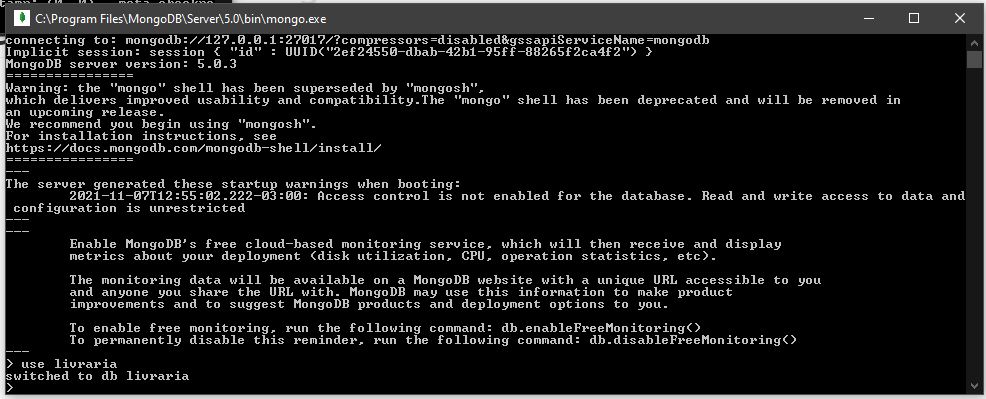 C:\Program Files\MongoDB\Server\5.0\bin\mongo.exe
connecting to: mongodb://127.0.0.1:27017/?compressors=disabled&gssapiServiceName=mongodb
Implicit session: session { "id" : UUID("2ef24550-dbab-42b1-95ff-88265f2ca4f2") }
MongoDB server version: 5.0.3
================
Warning: the "mongo" shell has been superseded by "mongosh",
which delivers improved usability and compatibility.The "mongo" shell has been deprecated and will be removed in
an upcoming release.
We recommend you begin using "mongosh".
For installation instructions, see
https://docs.mongodb.com/mongodb-shell/install/
================
---
The server generated these startup warnings when booting:
2021-11-07T12:55:02.222-03:00: Access control is not enabled for the database. Read and write access to data and
configuration is unrestricted
---
---
Enable MongoDB's free cloud-based monitoring service, which will then receive and display
metrics about your deployment (disk utilization, CPU, operation statistics, etc).
The monitoring data will be available on a MongoDB website with a unique URL accessible to you
and anyone you share the URL with. MongoDB may use this information to make product
improvements and to suggest MongoDB products and deployment options to you.
To enable free monitoring, run the following command: db.enableFreeMonitoring()
To permanently disable this reminder, run the following command: db.disableFreeMonitoring()
---
> use livraria
switched to db livraria
>